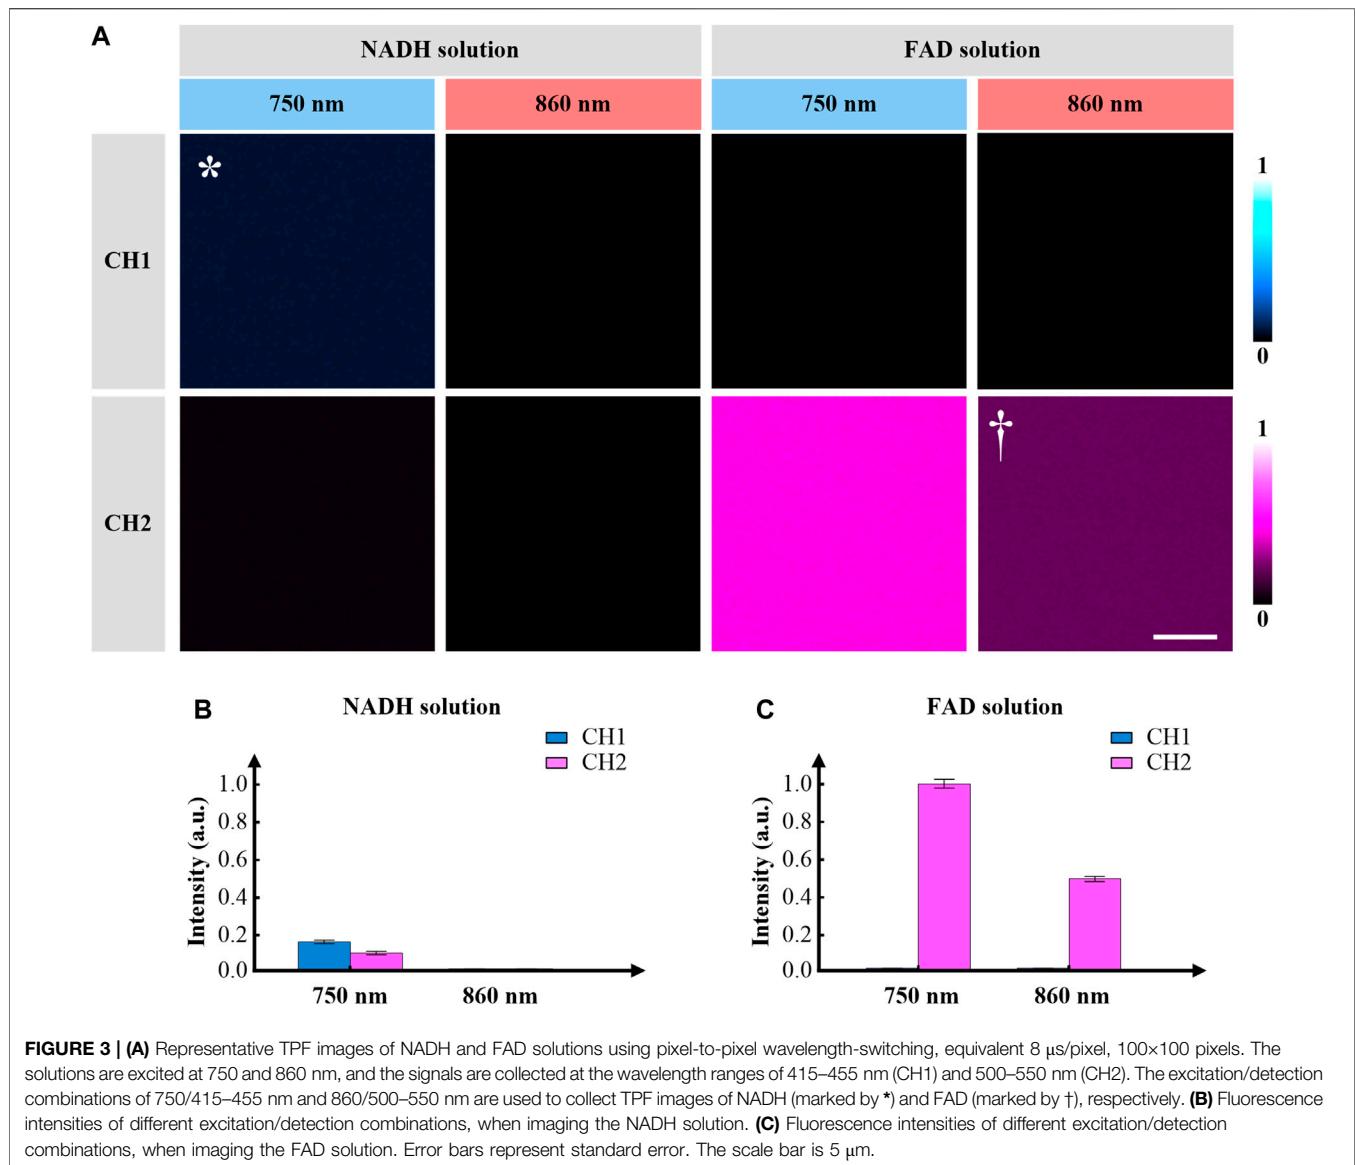 A
NADH solution
FAD solution
750 nm
860 nm
750 nm
860 nm
CH1
*
1
0
CH2
†
1
0
B
NADH solution
CH1
CH2
Intensity (a.u.)
1.0
0.8
0.6
0.4
0.2
0.0
750 nm
860 nm
C
FAD solution
CH1
CH2
Intensity (a.u.)
1.0
0.8
0.6
0.4
0.2
0.0
750 nm
860 nm
FIGURE 3 | (A) Representative TPF images of NADH and FAD solutions using pixel-to-pixel wavelength-switching, equivalent 8 μs/pixel, 100×100 pixels. The
solutions are excited at 750 and 860 nm, and the signals are collected at the wavelength ranges of 415–455 nm (CH1) and 500–550 nm (CH2). The excitation/detection
combinations of 750/415–455 nm and 860/500–550 nm are used to collect TPF images of NADH (marked by *) and FAD (marked by †), respectively. (B) Fluorescence
intensities of different excitation/detection combinations, when imaging the NADH solution. (C) Fluorescence intensities of different excitation/detection
combinations, when imaging the FAD solution. Error bars represent standard error. The scale bar is 5 μm.